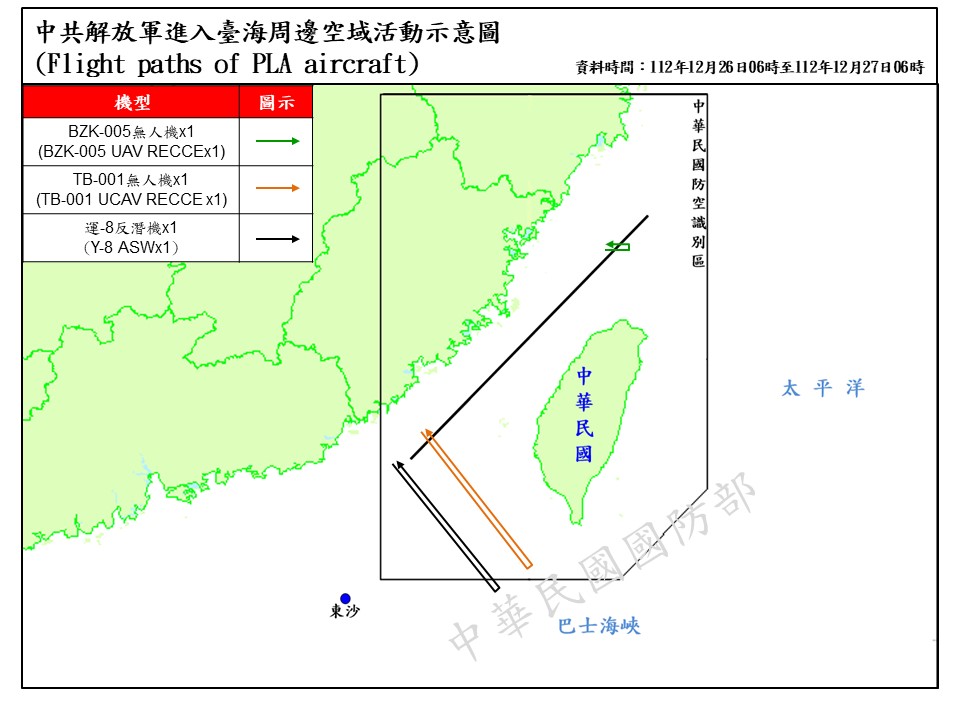 中共解放軍進入臺海周邊空域活動示意圖
(Flight paths of PLA aircraft)
資料時間：112年12月26日06時至112年12月27日06時
機型 圖示
BZK-005無人機x1
(BZK-005 UAV RECCEx1)
TB-001無人機x1
(TB-001 UCAV RECCE x1)
運-8反潛機x1
（Y-8 ASWx1）
中華民國防空識別區
中華民國
太平洋
東沙
巴士海峽
中華民國國防部